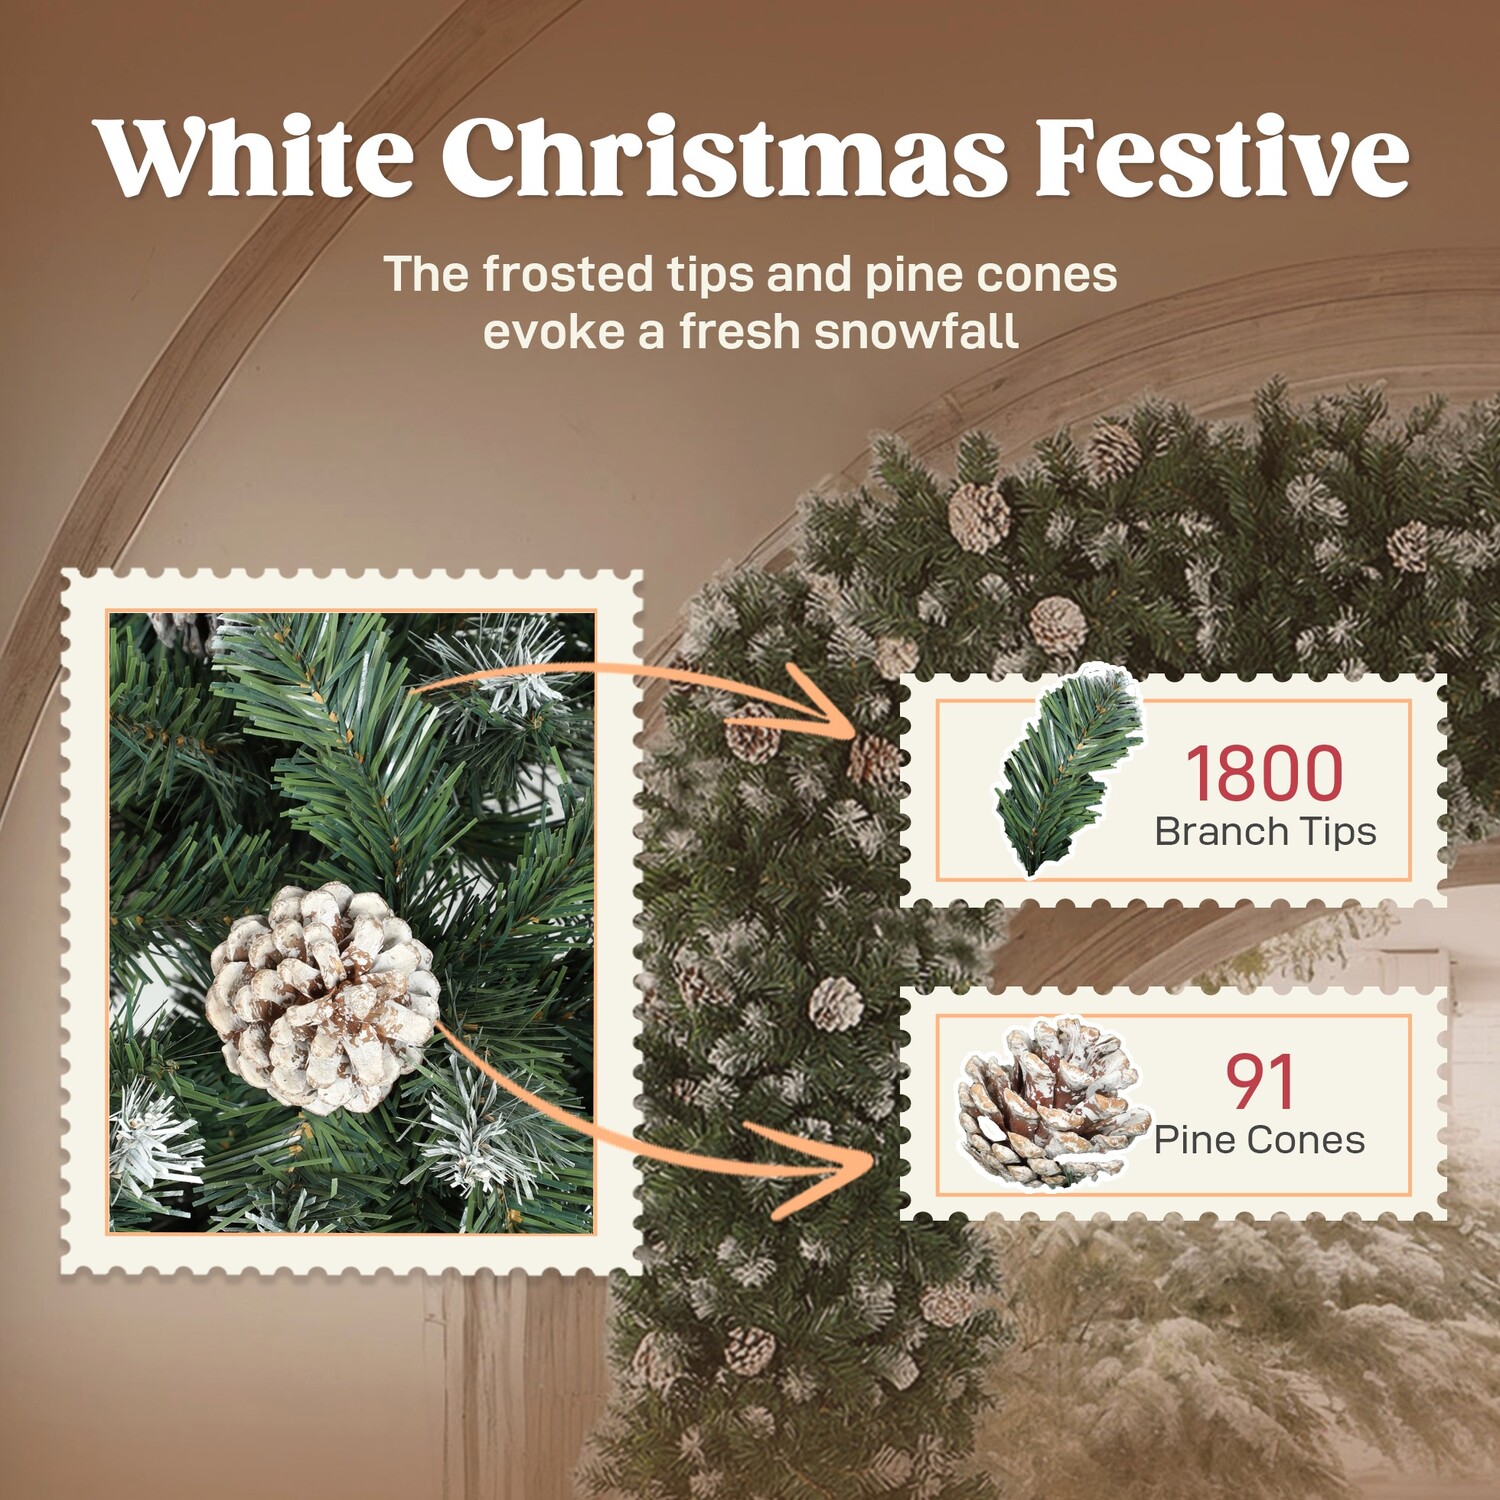 White Christmas Festive
The frosted tips and pine cones
evoke a fresh snowfall
1800
Branch Tips
91
Pine Cones